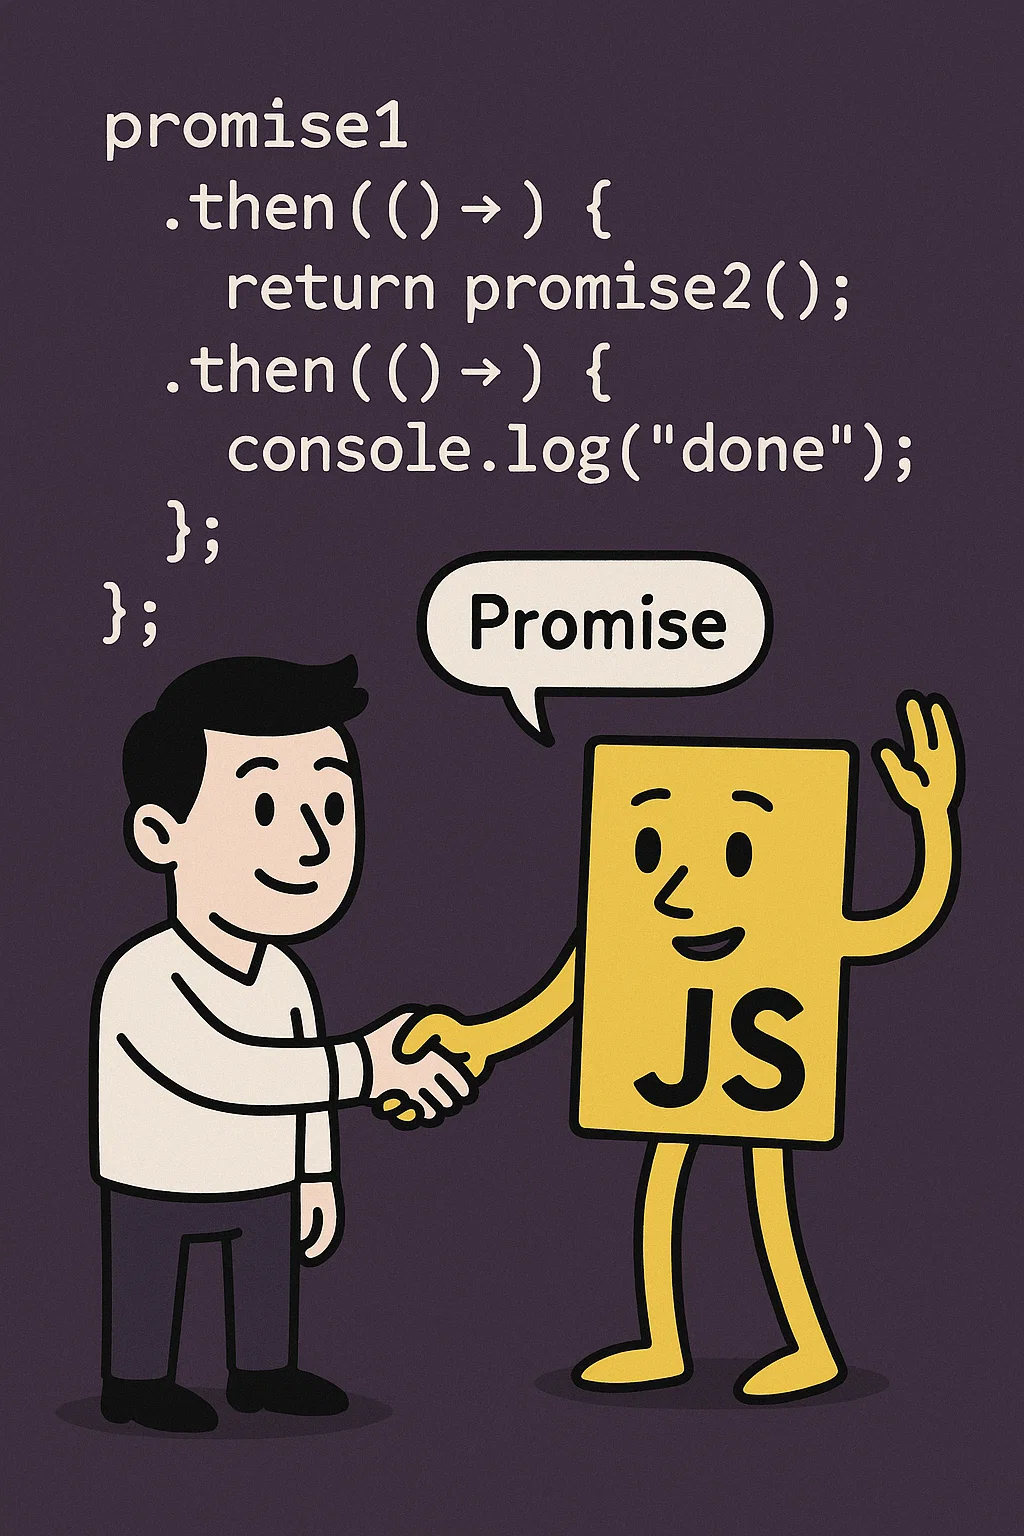 promise1
.then(()→) {
return promise2();
.then(()→) {
console.log("done");
};
};
Promise
JS